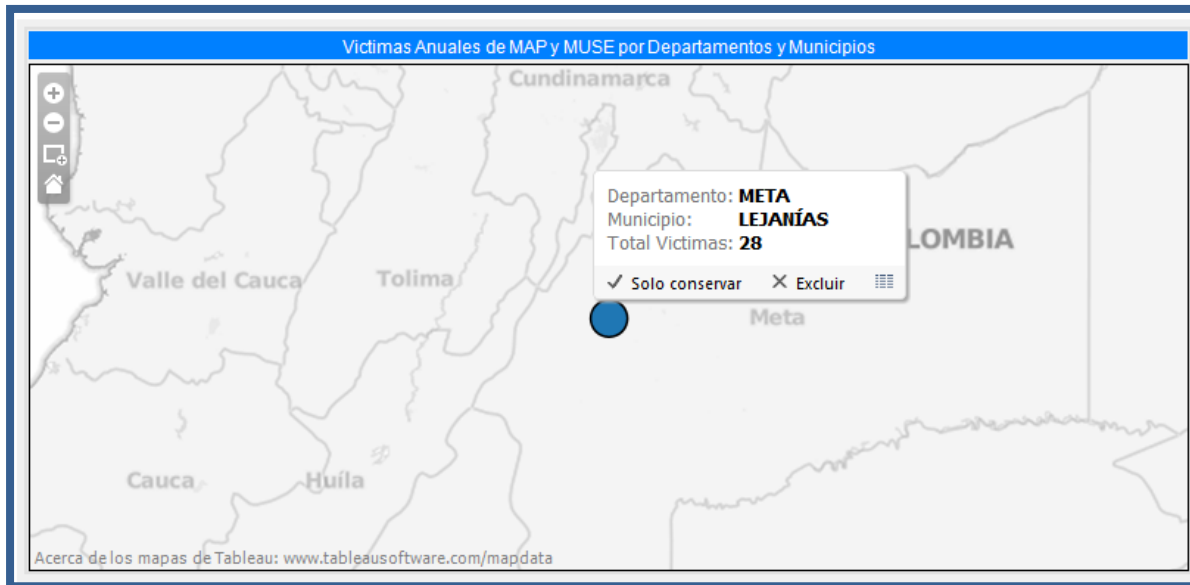 Victimas Anuales de MAP y MUSE por Departamentos y Municipios
Cundinamarca
Departamento: META
Municipio: LEJANÍAS
Total Victimas: 28
✓ Solo conservar ✕ Excluir
LOMBIA
Valle del Cauca
Tolima
Meta
Cauca
Huíla
Acerca de los mapas de Tableau: www.tableausoftware.com/mapdata